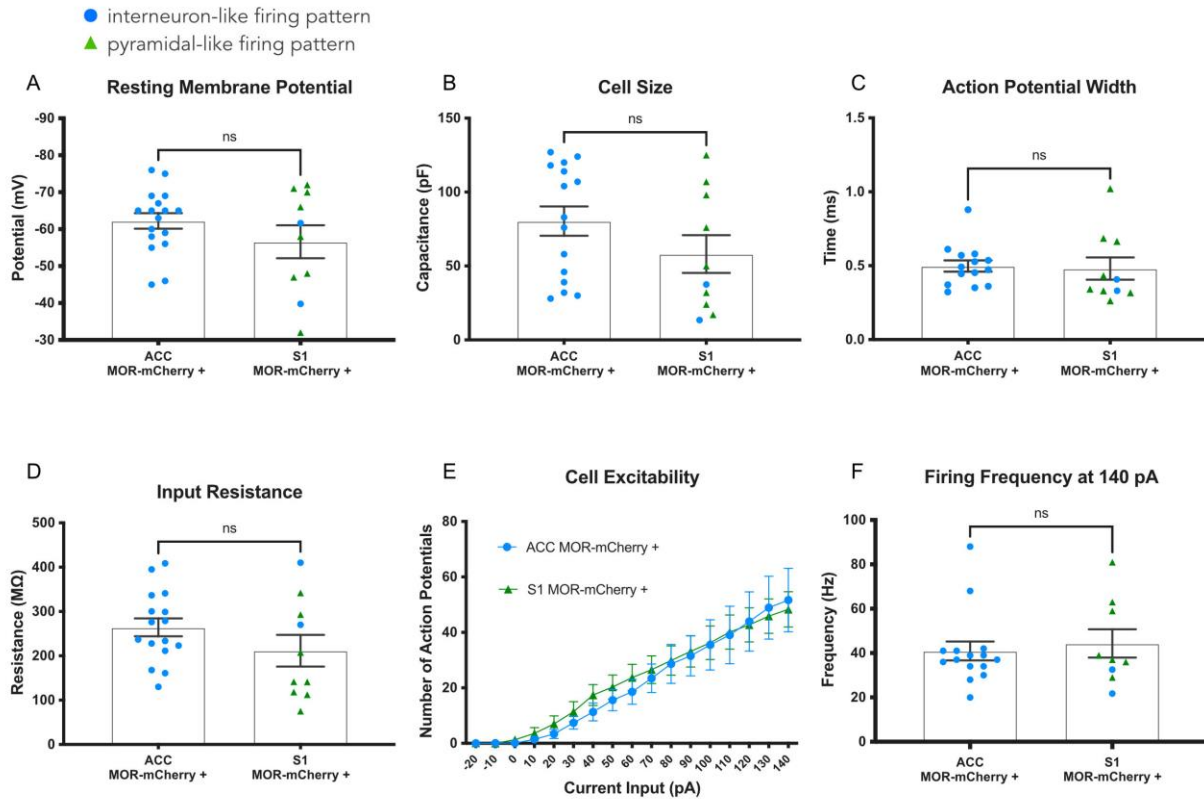 interneuron-like firing pattern
pyramidal-like firing pattern
A
Resting Membrane Potential
Potential (mV)
-90
-80
-70
-60
-50
-40
-30
ns
ACC
MOR-mCherry +
S1
MOR-mCherry +
B
Cell Size
Capacitance (pF)
150
100
50
0
ns
ACC
MOR-mCherry +
S1
MOR-mCherry +
C
Action Potential Width
Time (ms)
1.5
1.0
0.5
0.0
ns
ACC
MOR-mCherry +
S1
MOR-mCherry +
D
Input Resistance
Resistance (MΩ)
500
400
300
200
100
0
ns
ACC
MOR-mCherry +
S1
MOR-mCherry +
E
Cell Excitability
Number of Action Potentials
80
60
40
20
0
ACC MOR-mCherry +
S1 MOR-mCherry +
-20 -10 0 10 20 30 40 50 60 70 80 90 100 110 120 130 140
Current Input (pA)
F
Firing Frequency at 140 pA
Frequency (Hz)
100
80
60
40
20
0
ns
ACC
MOR-mCherry +
S1
MOR-mCherry +